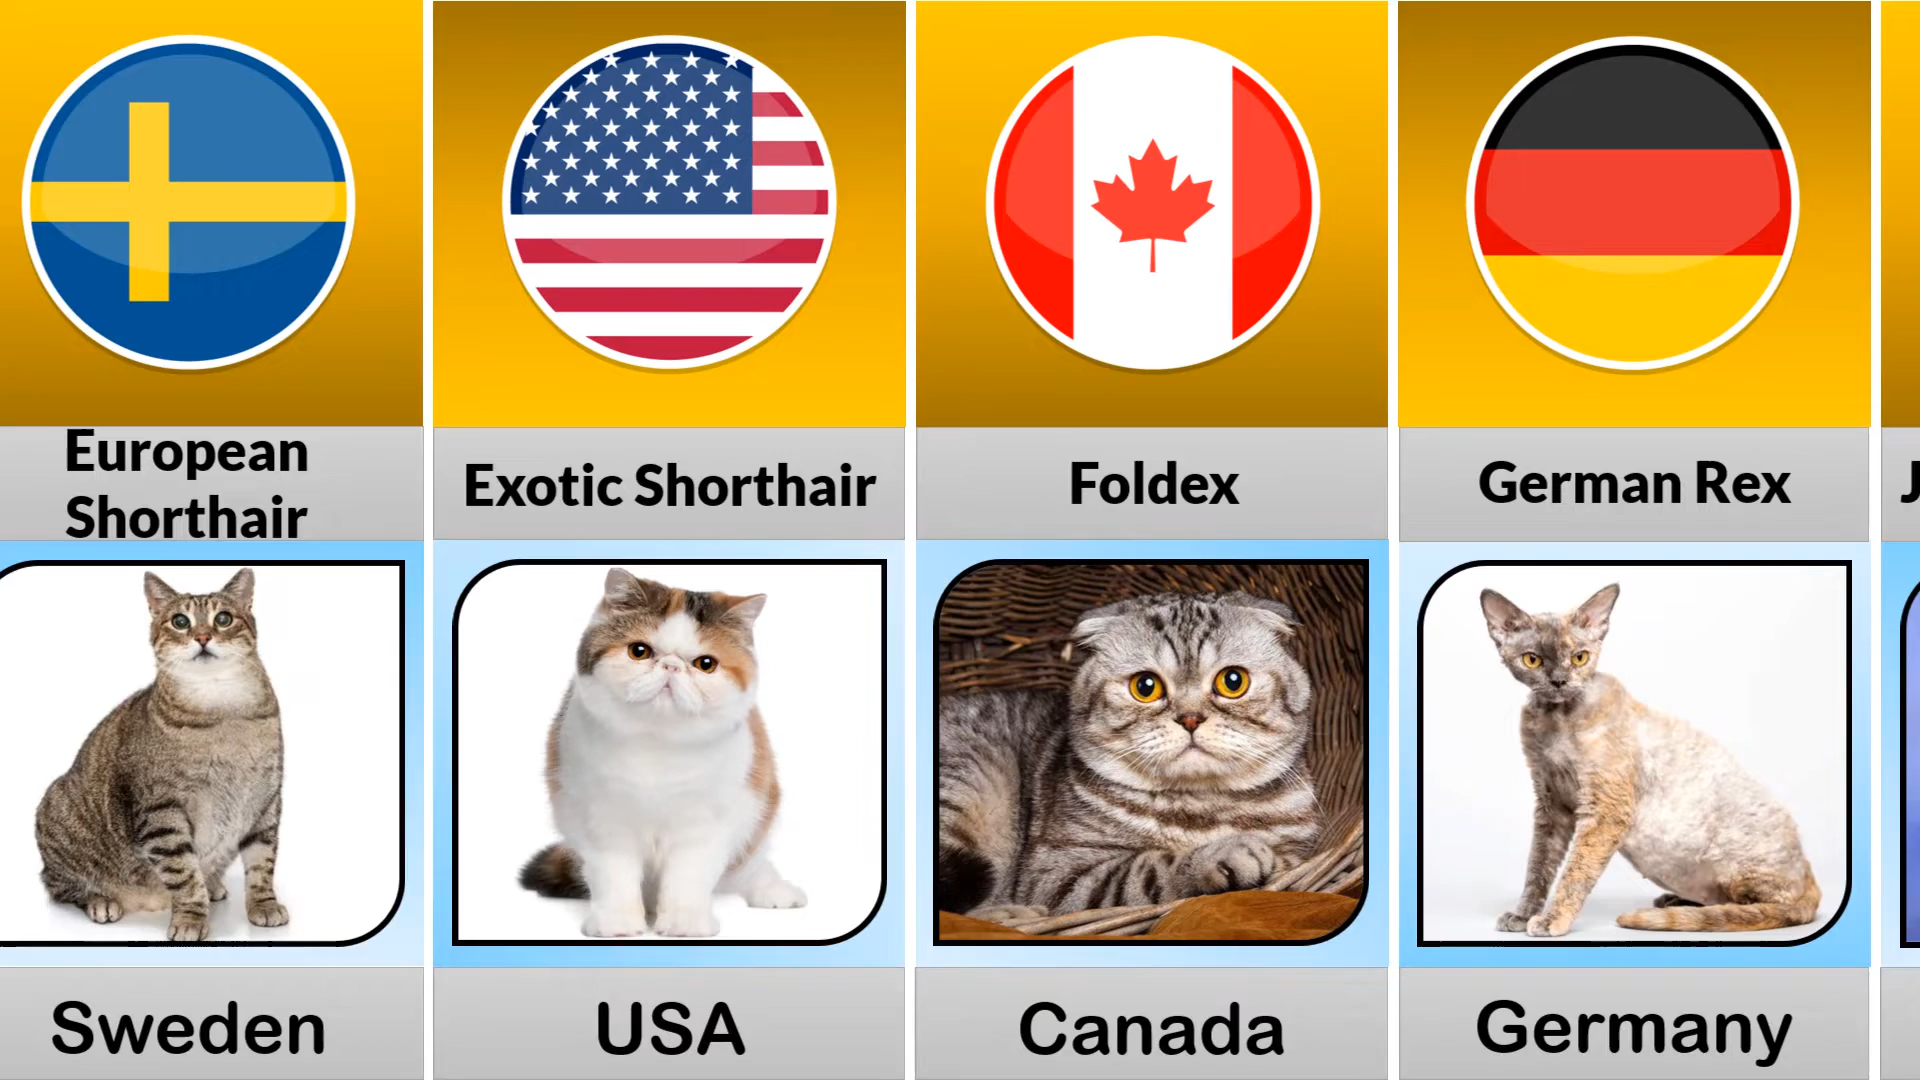 European
Shorthair
Exotic Shorthair
Foldex
German Rex
J
Sweden
USA
Canada
Germany